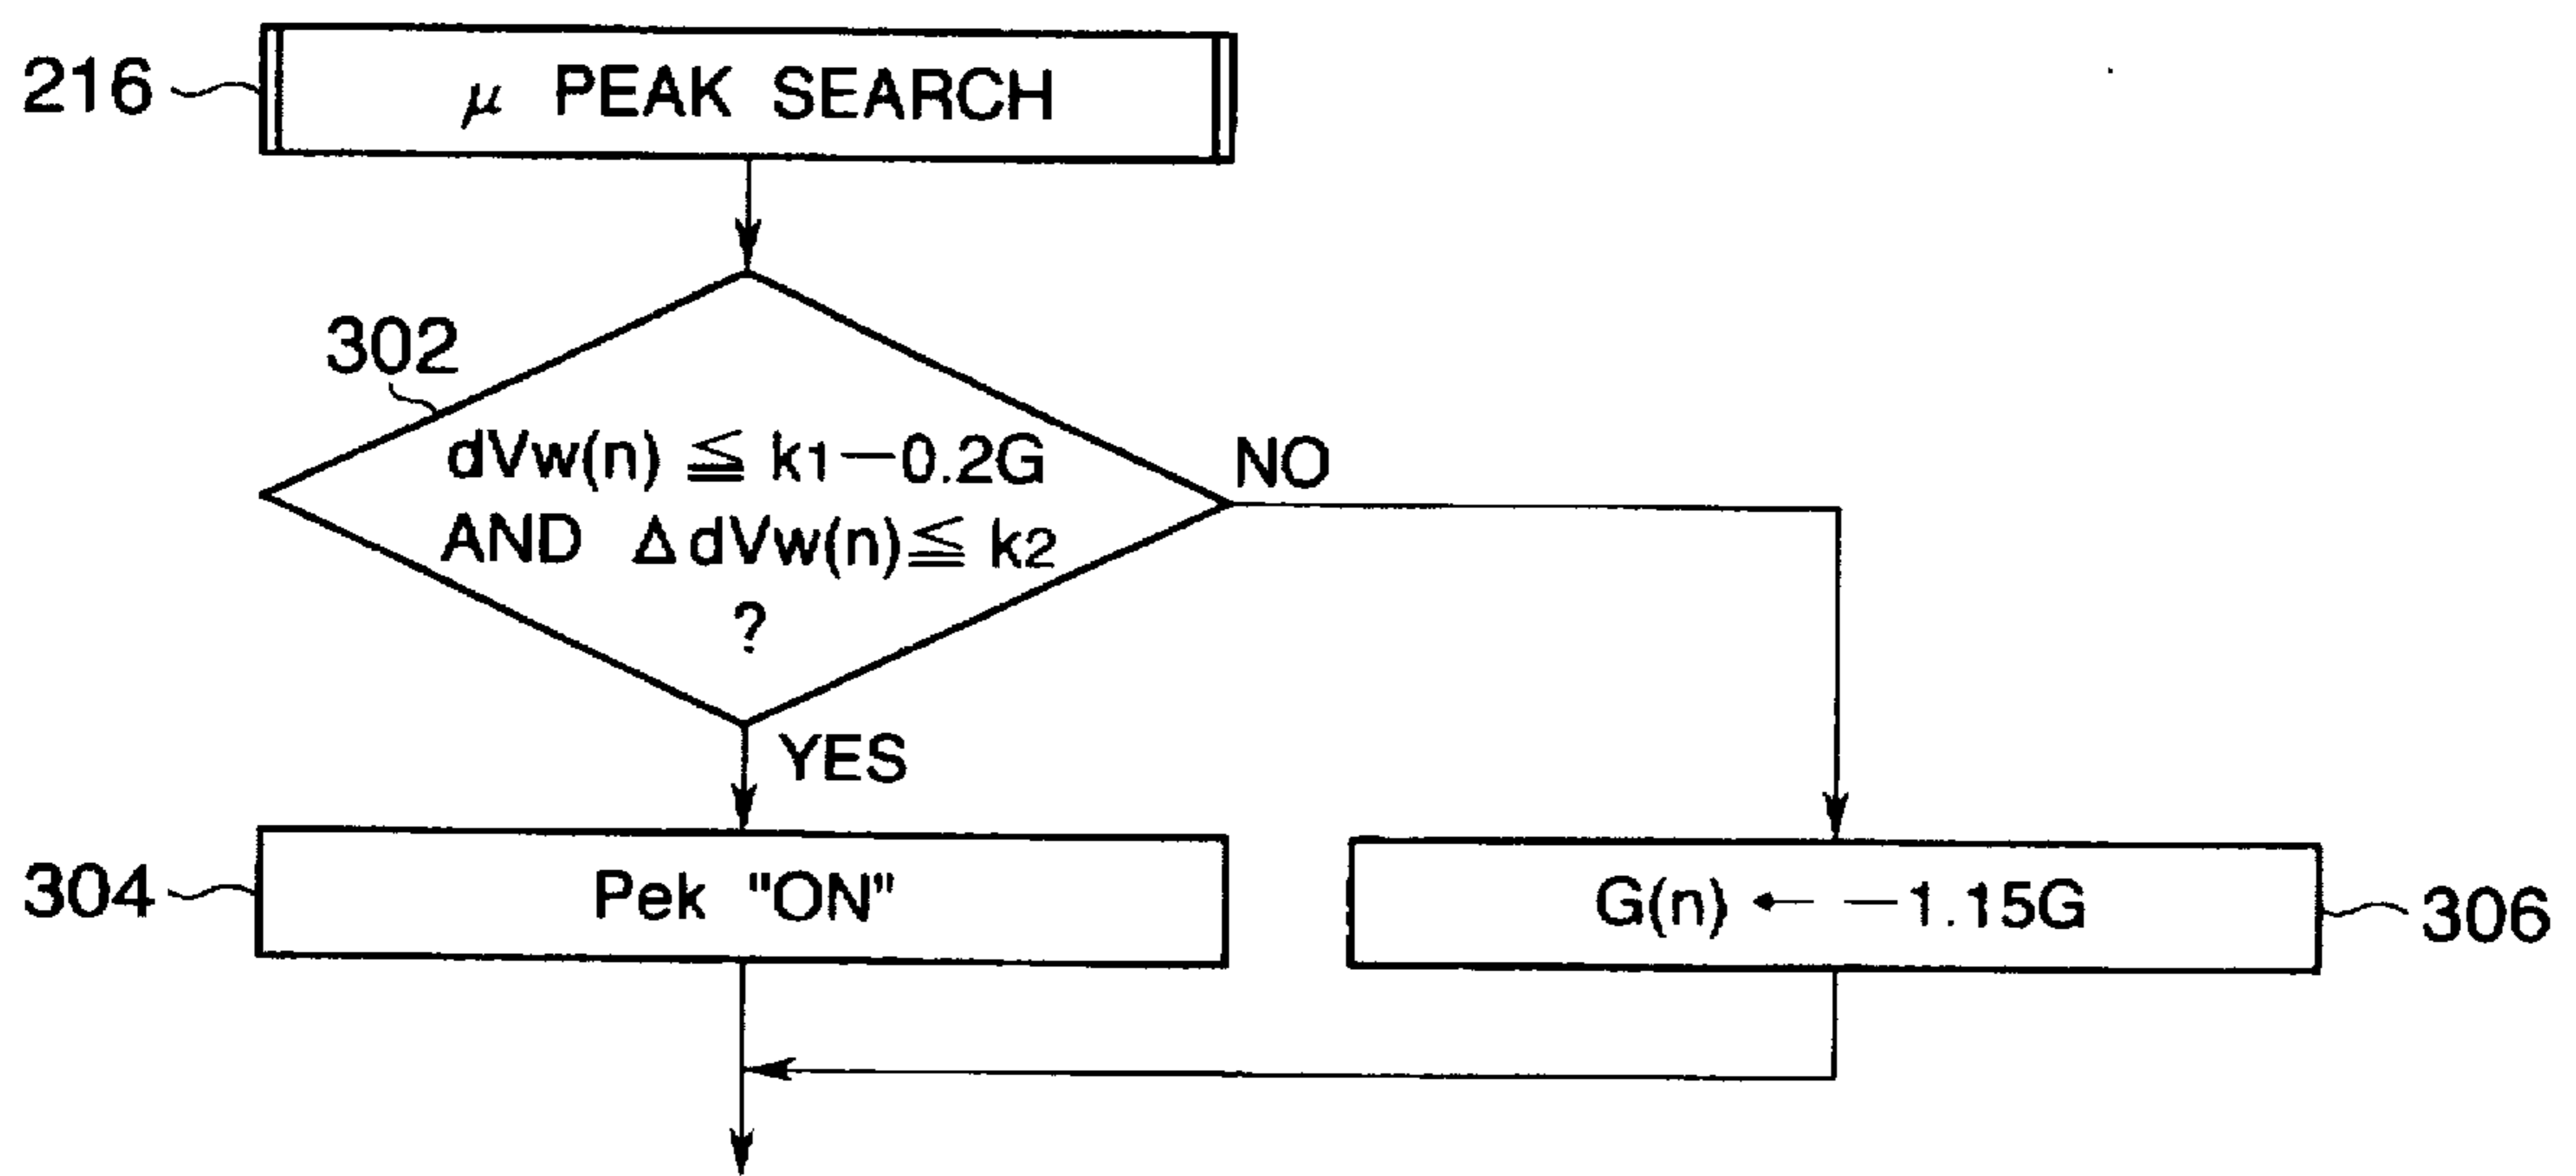 216
μ PEAK SEARCH
302
dVw(n) ≦ k1−0.2G
NO
AND ΔdVw(n)≦ k2
?
YES
304
Pek "ON"
G(n) ← −1.15G
306